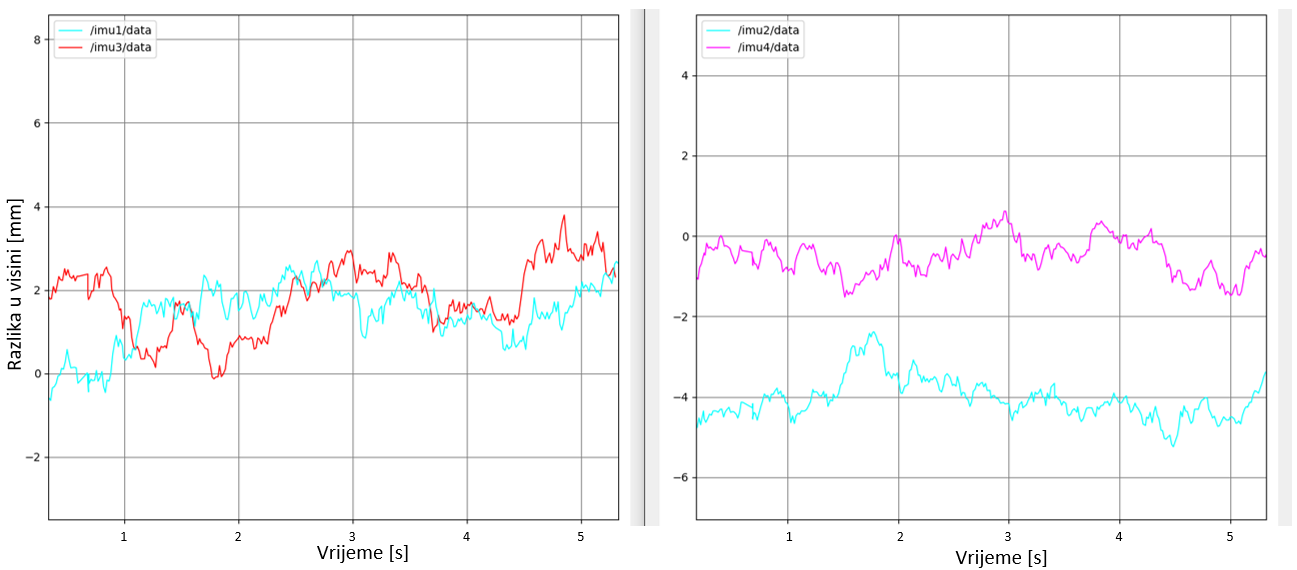 /imu1/data
/imu3/data
8
6
4
2
0
−2
Razlika u visini [mm]
1 2 3 4 5
Vrijeme [s]
/imu2/data
/imu4/data
4
2
0
−2
−4
−6
1 2 3 4 5
Vrijeme [s]